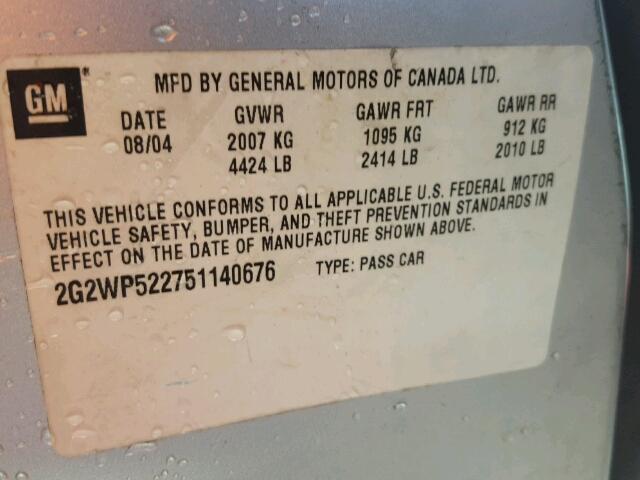 GM® MFD BY GENERAL MOTORS OF CANADA LTD.
DATE GVWR GAWR FRT GAWR RR
08/04 2007 KG 1095 KG 912 KG
4424 LB 2414 LB 2010 LB
THIS VEHICLE CONFORMS TO ALL APPLICABLE U.S. FEDERAL MOTOR
VEHICLE SAFETY, BUMPER, AND THEFT PREVENTION STANDARDS IN
EFFECT ON THE DATE OF MANUFACTURE SHOWN ABOVE.
2G2WP522751140676 TYPE: PASS CAR